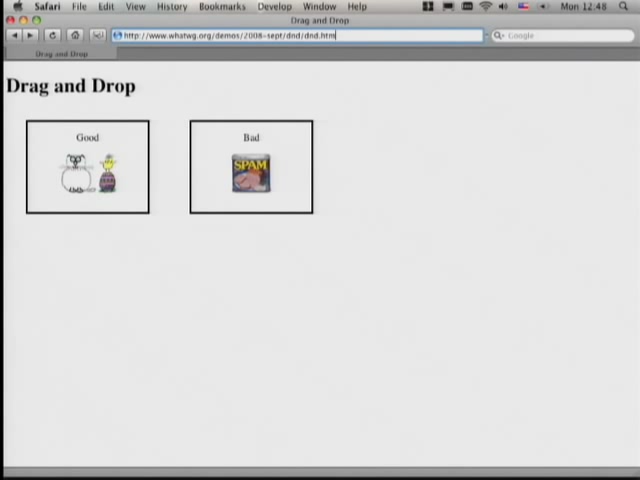 Safari File Edit View History Bookmarks Develop Window Help Mon 12:48
Drag and Drop
http://www.whatwg.org/demos/2008-sept/dnd/dnd.htm Google
Drag and Drop
Drag and Drop
Good Bad
SPAM